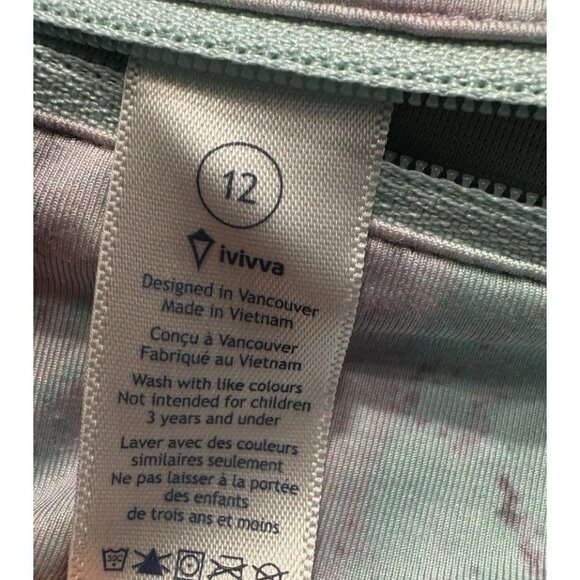 12
ivivva
Designed in Vancouver
Made in Vietnam
Conçu à Vancouver
Fabriqué au Vietnam
Wash with like colours
Not intended for children
3 years and under
Laver avec des couleurs
similaires seulement
Ne pas laisser à la portée
des enfants
de trois ans et moins
30C